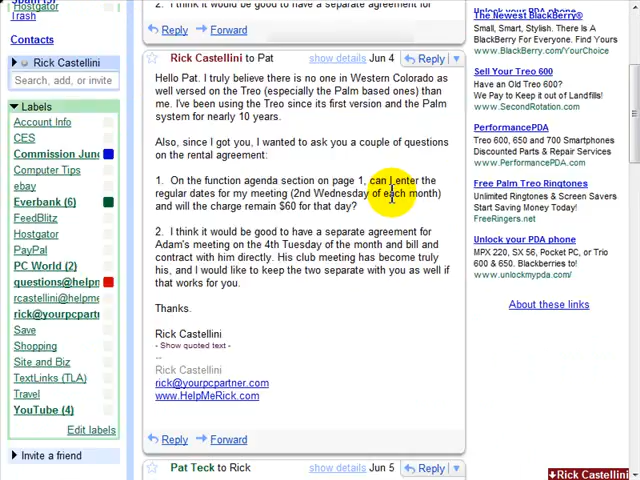 Spam (5)
Hostgator
Trash
Contacts
Rick Castellini
Search, add, or invite
Labels
Account Info
CES
Commission Junc
Computer Tips
ebay
Everbank (6)
FeedBlitz
Hostgator
PayPal
PC World (2)
questions@helpm
rcastellini@helpme
rick@yourpcpartn
Save
Shopping
Site and Biz
TextLinks (TLA)
Travel
YouTube (4)
Edit labels
Invite a friend
2. I think it would be good to have a separate agreement for
Reply Forward
Rick Castellini to Pat show details Jun 4 Reply
Hello Pat. I truly believe there is no one in Western Colorado as
well versed on the Treo (especially the Palm based ones) than
me. I've been using the Treo since its first version and the Palm
system for nearly 10 years.
Also, since I got you, I wanted to ask you a couple of questions
on the rental agreement:
1. On the function agenda section on page 1, can I enter the
regular dates for my meeting (2nd Wednesday of each month)
and will the charge remain $60 for that day?
2. I think it would be good to have a separate agreement for
Adam's meeting on the 4th Tuesday of the month and bill and
contract with him directly. His club meeting has become truly
his, and I would like to keep the two separate with you as well if
that works for you.
Thanks.
Rick Castellini
- Show quoted text -
--
Rick Castellini
rick@yourpcpartner.com
www.HelpMeRick.com
Reply Forward
Pat Teck to Rick show details Jun 5 Reply
The Newest BlackBerry®
Small, Smart, Stylish. There Is A
BlackBerry For Everyone. Find Yours
www.BlackBerry.com/YourChoice
Sell Your Treo 600
Have an Old Treo 600?
We Pay to Keep it out of Landfills!
www.SecondRotation.com
PerformancePDA
Treo 600, 650 and 700 Smartphones
Discounted Parts & Repair Services
www.PerformancePDA.com
Free Palm Treo Ringtones
Unlimited Ringtones & Screen Savers
Start Saving Money Today!
FreeRingers.net
Unlock your PDA phone
MPX 220, SX 56, Pocket PC, or Trio
600 & 650. Blackberries to!
www.unlockmypda.com/
About these links
Rick Castellini